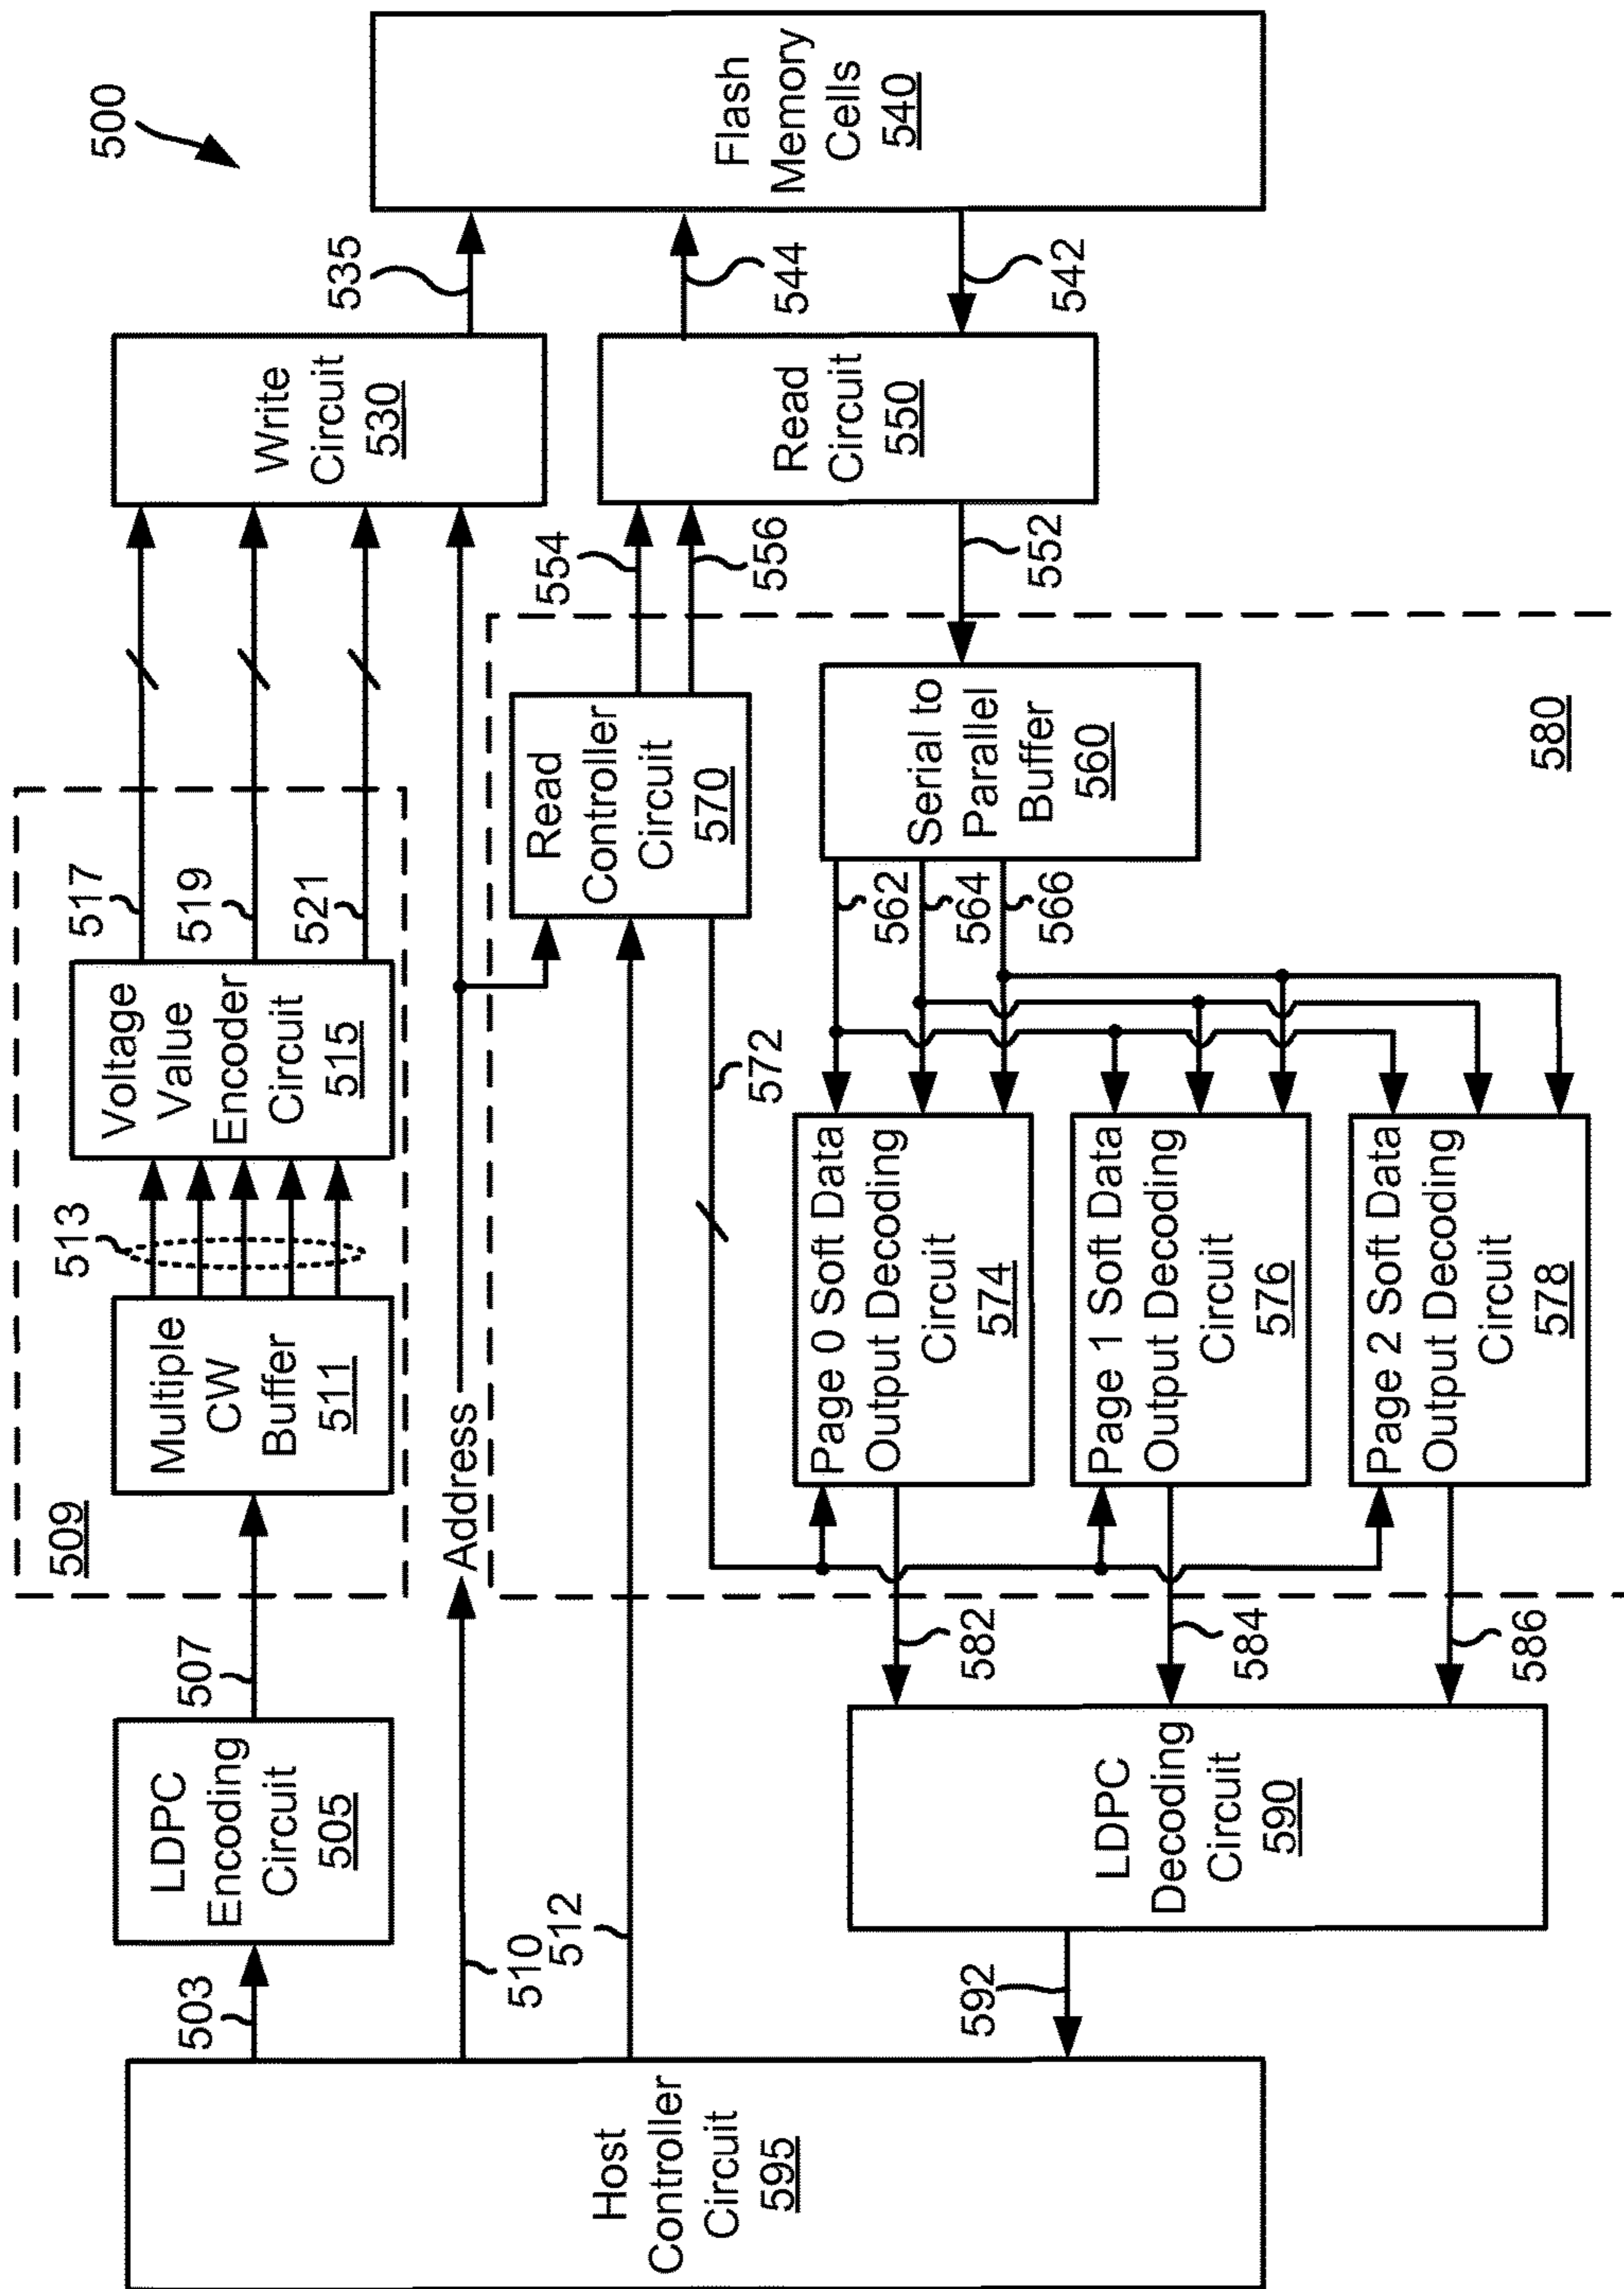 500
Host
Controller
Circuit
595
503
LDPC
Encoding
Circuit
505
507
509
Multiple
CW
Buffer
511
513
Voltage
Value
Encoder
Circuit
515
517
519
521
Write
Circuit
530
535
Flash
Memory
Cells
540
510
Address
512
Read
Controller
Circuit
570
554
556
544
Read
Circuit
550
542
572
552
Serial to
Parallel
Buffer
560
562
564
566
580
Page 0 Soft Data
Output Decoding
Circuit
574
Page 1 Soft Data
Output Decoding
Circuit
576
Page 2 Soft Data
Output Decoding
Circuit
578
582
584
586
LDPC
Decoding
Circuit
590
592